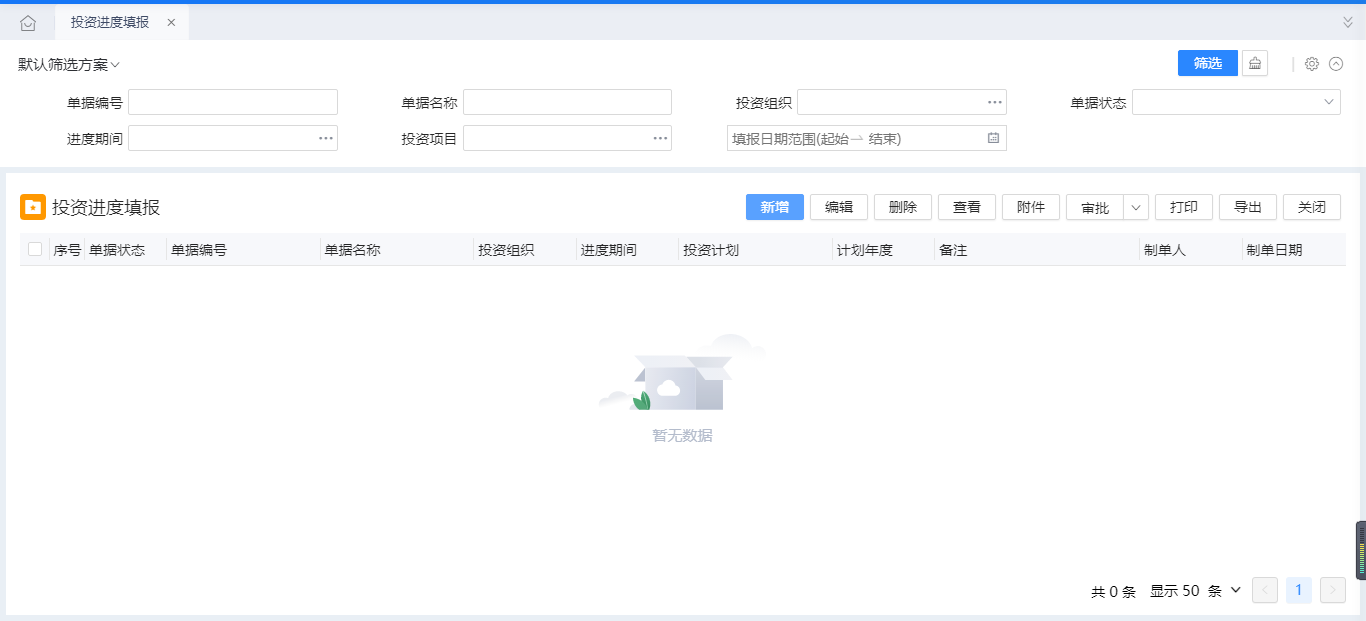 投资进度填报
默认筛选方案 筛选
单据编号 单据名称 投资组织 单据状态
进度期间 投资项目 填报日期范围(起始 → 结束)
投资进度填报 新增 编辑 删除 查看 附件 审批 打印 导出 关闭
序号 单据状态 单据编号 单据名称 投资组织 进度期间 投资计划 计划年度 备注 制单人 制单日期
暂无数据
共 0 条 显示 50 条 1